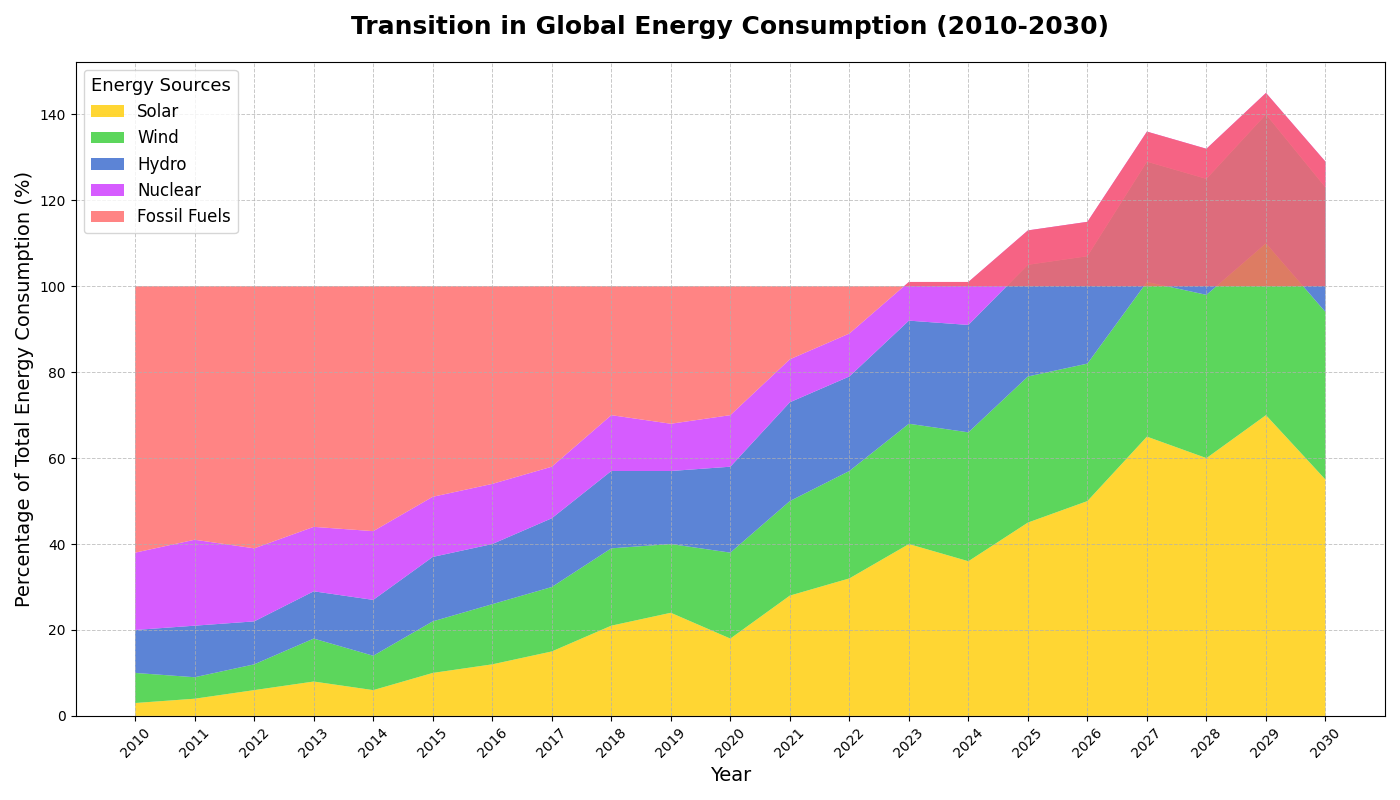 Transition in Global Energy Consumption (2010-2030)
Energy Sources
Solar
Wind
Hydro
Nuclear
Fossil Fuels
Percentage of Total Energy Consumption (%)
140
120
100
80
60
40
20
0
2010 2011 2012 2013 2014 2015 2016 2017 2018 2019 2020 2021 2022 2023 2024 2025 2026 2027 2028 2029 2030
Year